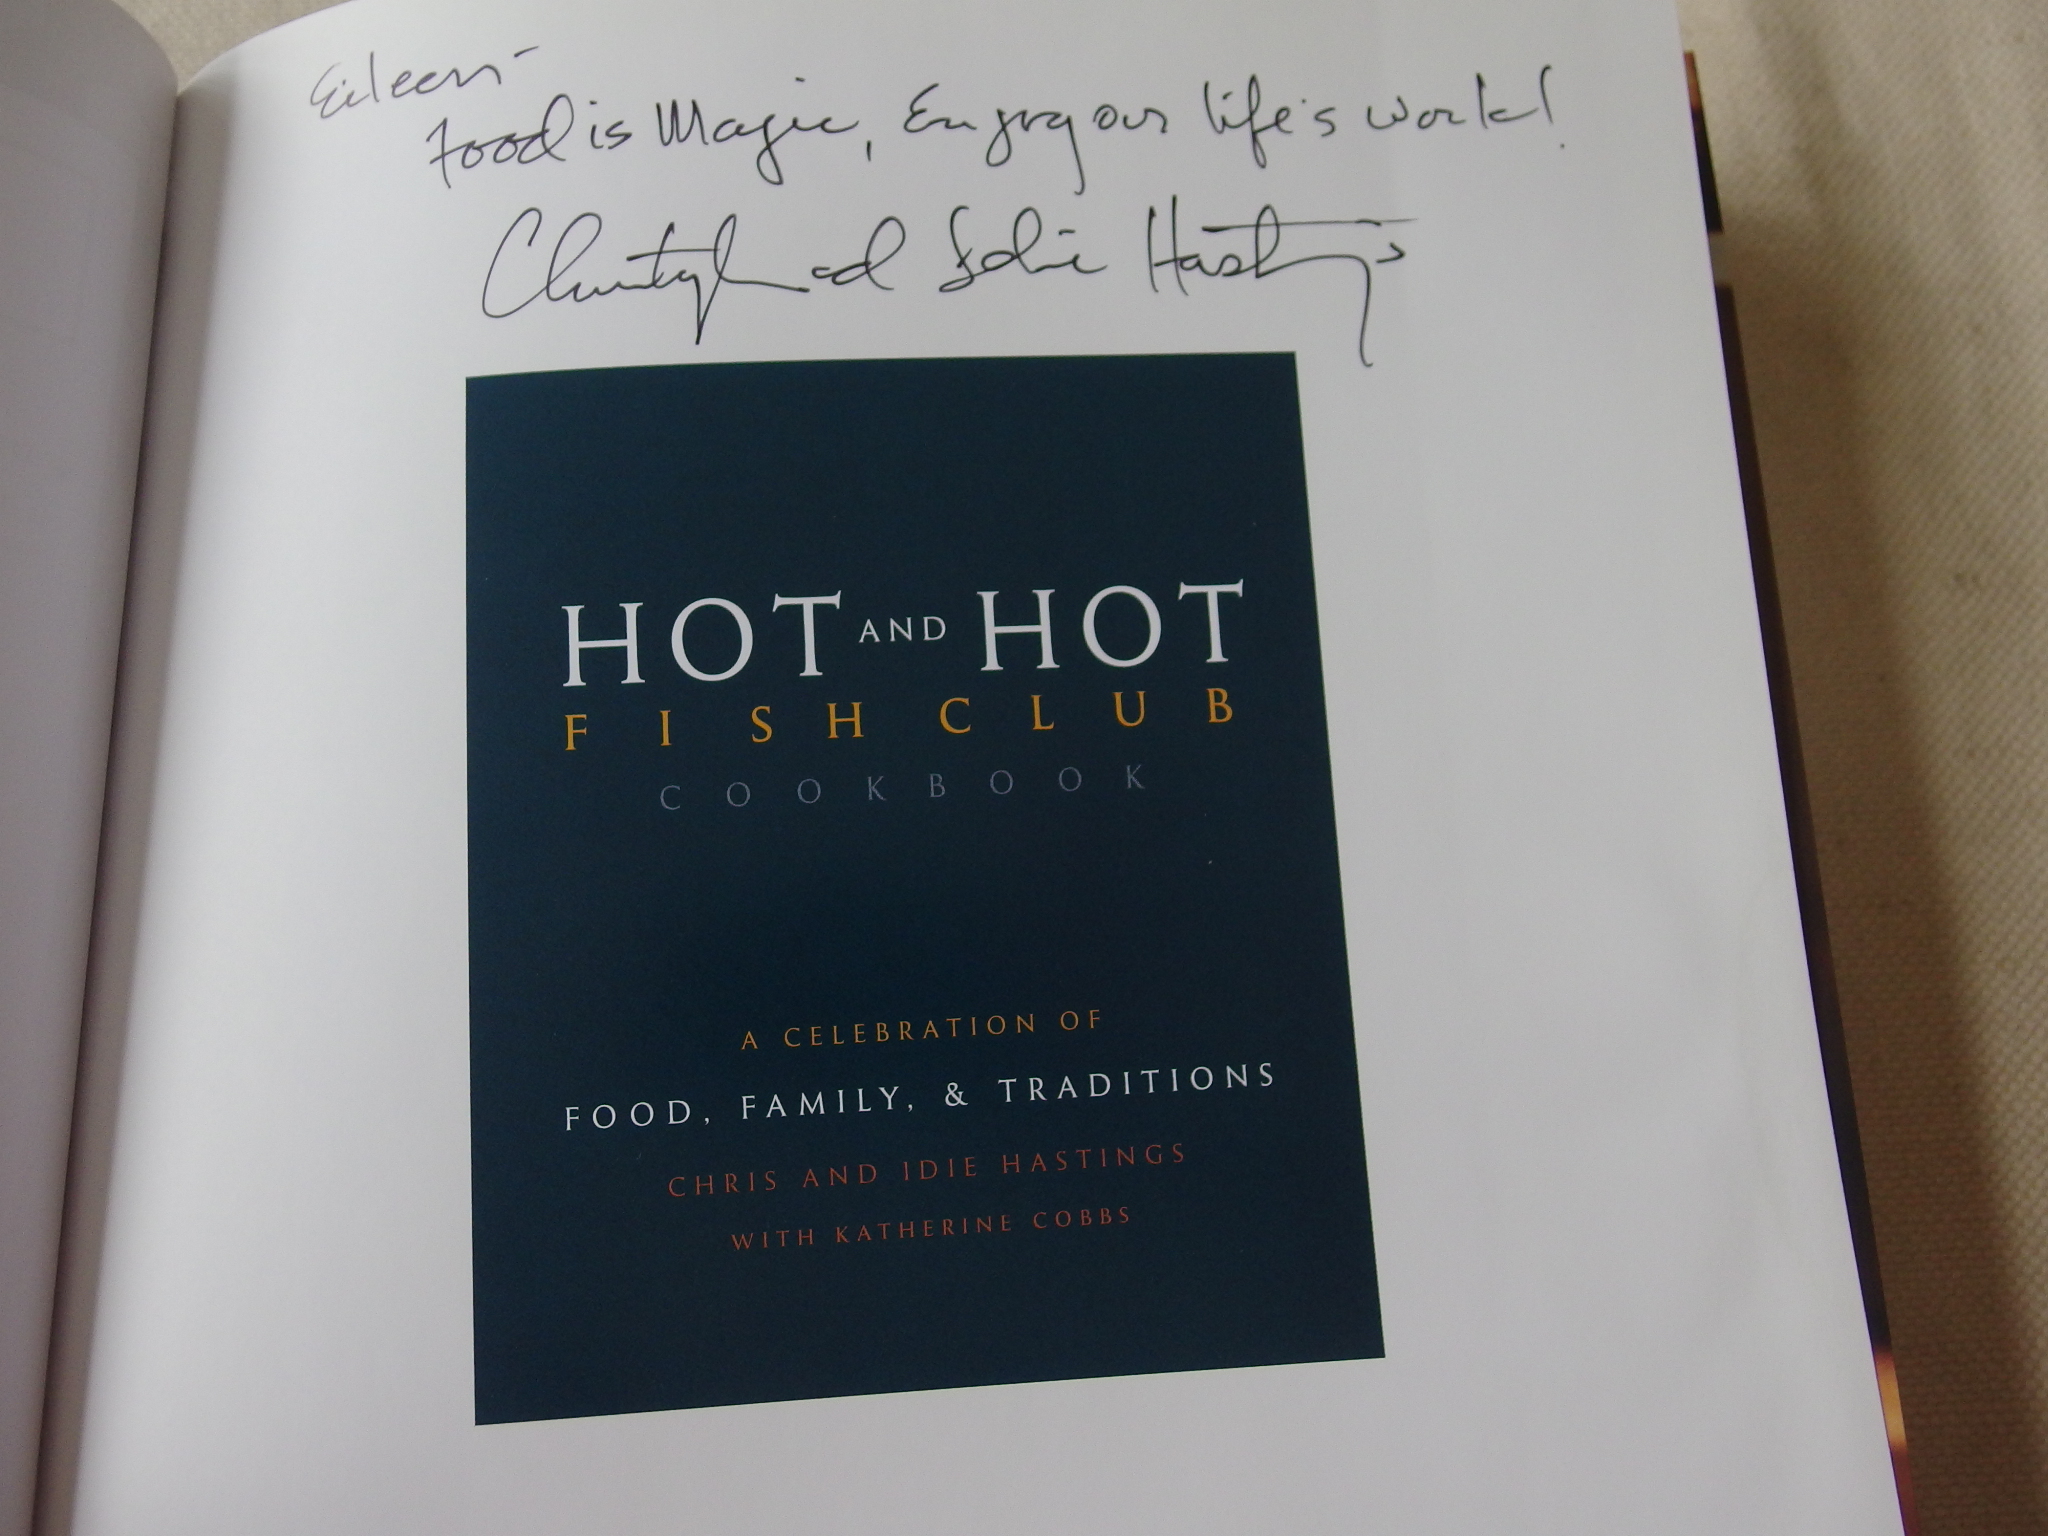 Eileen-
Food is Magic, Enjoy our life's work!
Christopher and Idie Hastings
HOT AND HOT
FISH CLUB
COOKBOOK
A CELEBRATION OF
FOOD, FAMILY, & TRADITIONS
CHRIS AND IDIE HASTINGS
WITH KATHERINE COBBS